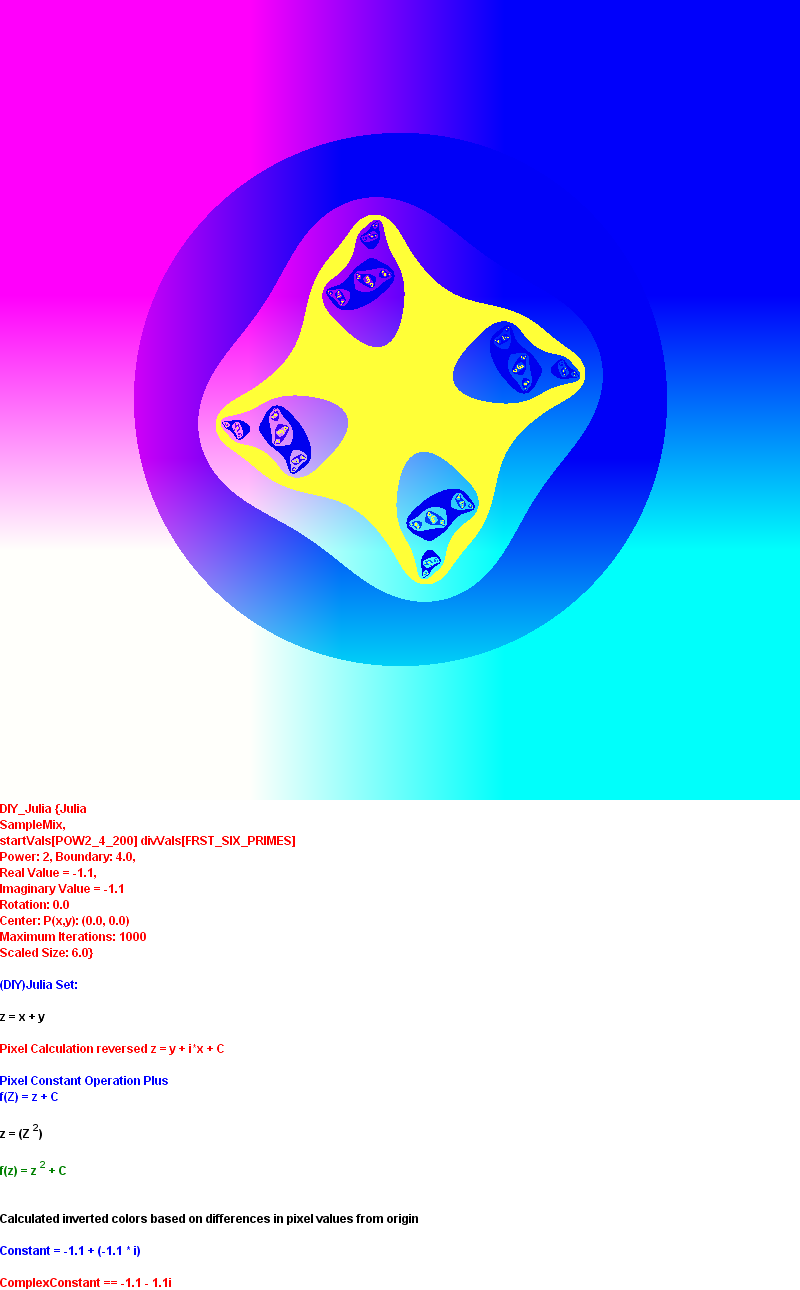 DIY_Julia {Julia
SampleMix,
startVals[POW2_4_200] divVals[FRST_SIX_PRIMES]
Power: 2, Boundary: 4.0,
Real Value = -1.1,
Imaginary Value = -1.1
Rotation: 0.0
Center: P(x,y): (0.0, 0.0)
Maximum Iterations: 1000
Scaled Size: 6.0}
(DIY)Julia Set:
z = x + y
Pixel Calculation reversed z = y + i*x + C
Pixel Constant Operation Plus
f(Z) = z + C
z = (Z ²)
f(z) = z ² + C
Calculated inverted colors based on differences in pixel values from origin
Constant = -1.1 + (-1.1 * i)
ComplexConstant == -1.1 - 1.1i